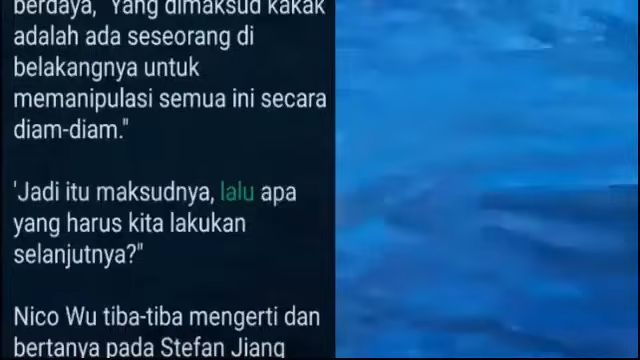 berdaya, "Yang dimaksud kakak
adalah ada seseorang di
belakangnya untuk
memanipulasi semua ini secara
diam-diam."
'Jadi itu maksudnya, lalu apa
yang harus kita lakukan
selanjutnya?"
Nico Wu tiba-tiba mengerti dan
bertanya pada Stefan Jiang